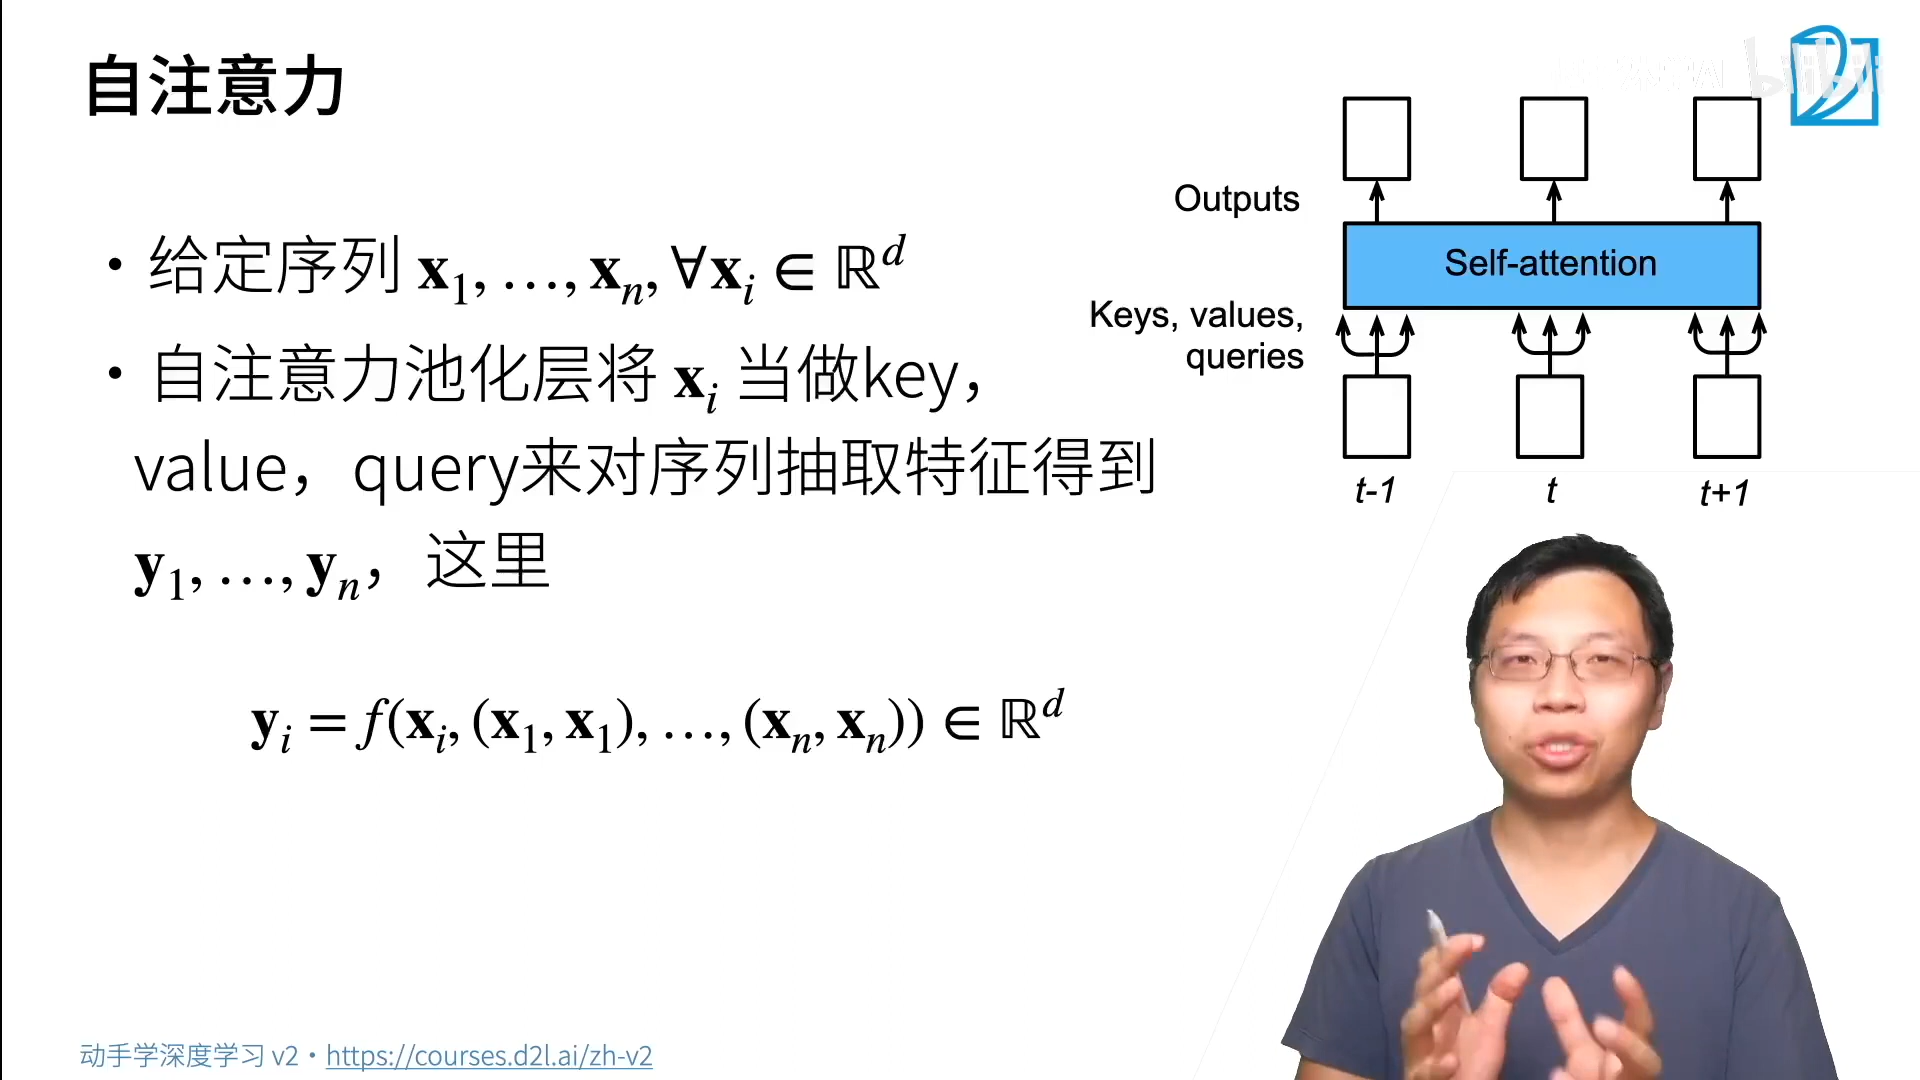 自注意力
• 给定序列 x₁, …, xₙ, ∀xᵢ ∈ ℝᵈ
• 自注意力池化层将 xᵢ 当做key，
value，query来对序列抽取特征得到
y₁, …, yₙ，这里
yᵢ = f(xᵢ, (x₁, x₁), …, (xₙ, xₙ)) ∈ ℝᵈ
Outputs
Self-attention
Keys, values,
queries
t-1 t t+1
bilibili
动手学深度学习 v2 • https://courses.d2l.ai/zh-v2